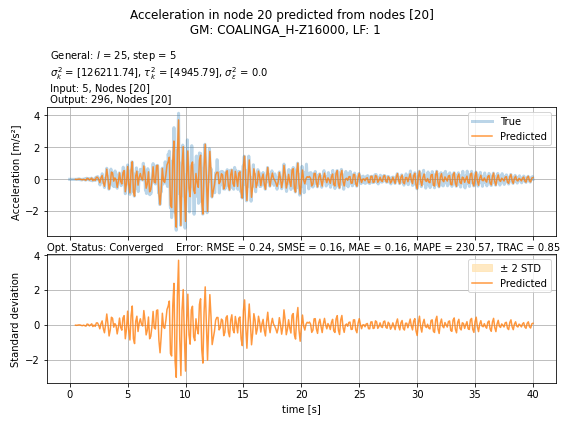 Acceleration in node 20 predicted from nodes [20]
GM: COALINGA_H-Z16000, LF: 1
General: l = 25, step = 5
σ²ₖ = [126211.74], τ²ₖ = [4945.79], σ²ε = 0.0
Input: 5, Nodes [20]
Output: 296, Nodes [20]
Acceleration [m/s²]
4
2
0
−2
True
Predicted
Opt. Status: Converged Error: RMSE = 0.24, SMSE = 0.16, MAE = 0.16, MAPE = 230.57, TRAC = 0.85
Standard deviation
4
2
0
−2
± 2 STD
Predicted
0 5 10 15 20 25 30 35 40
time [s]